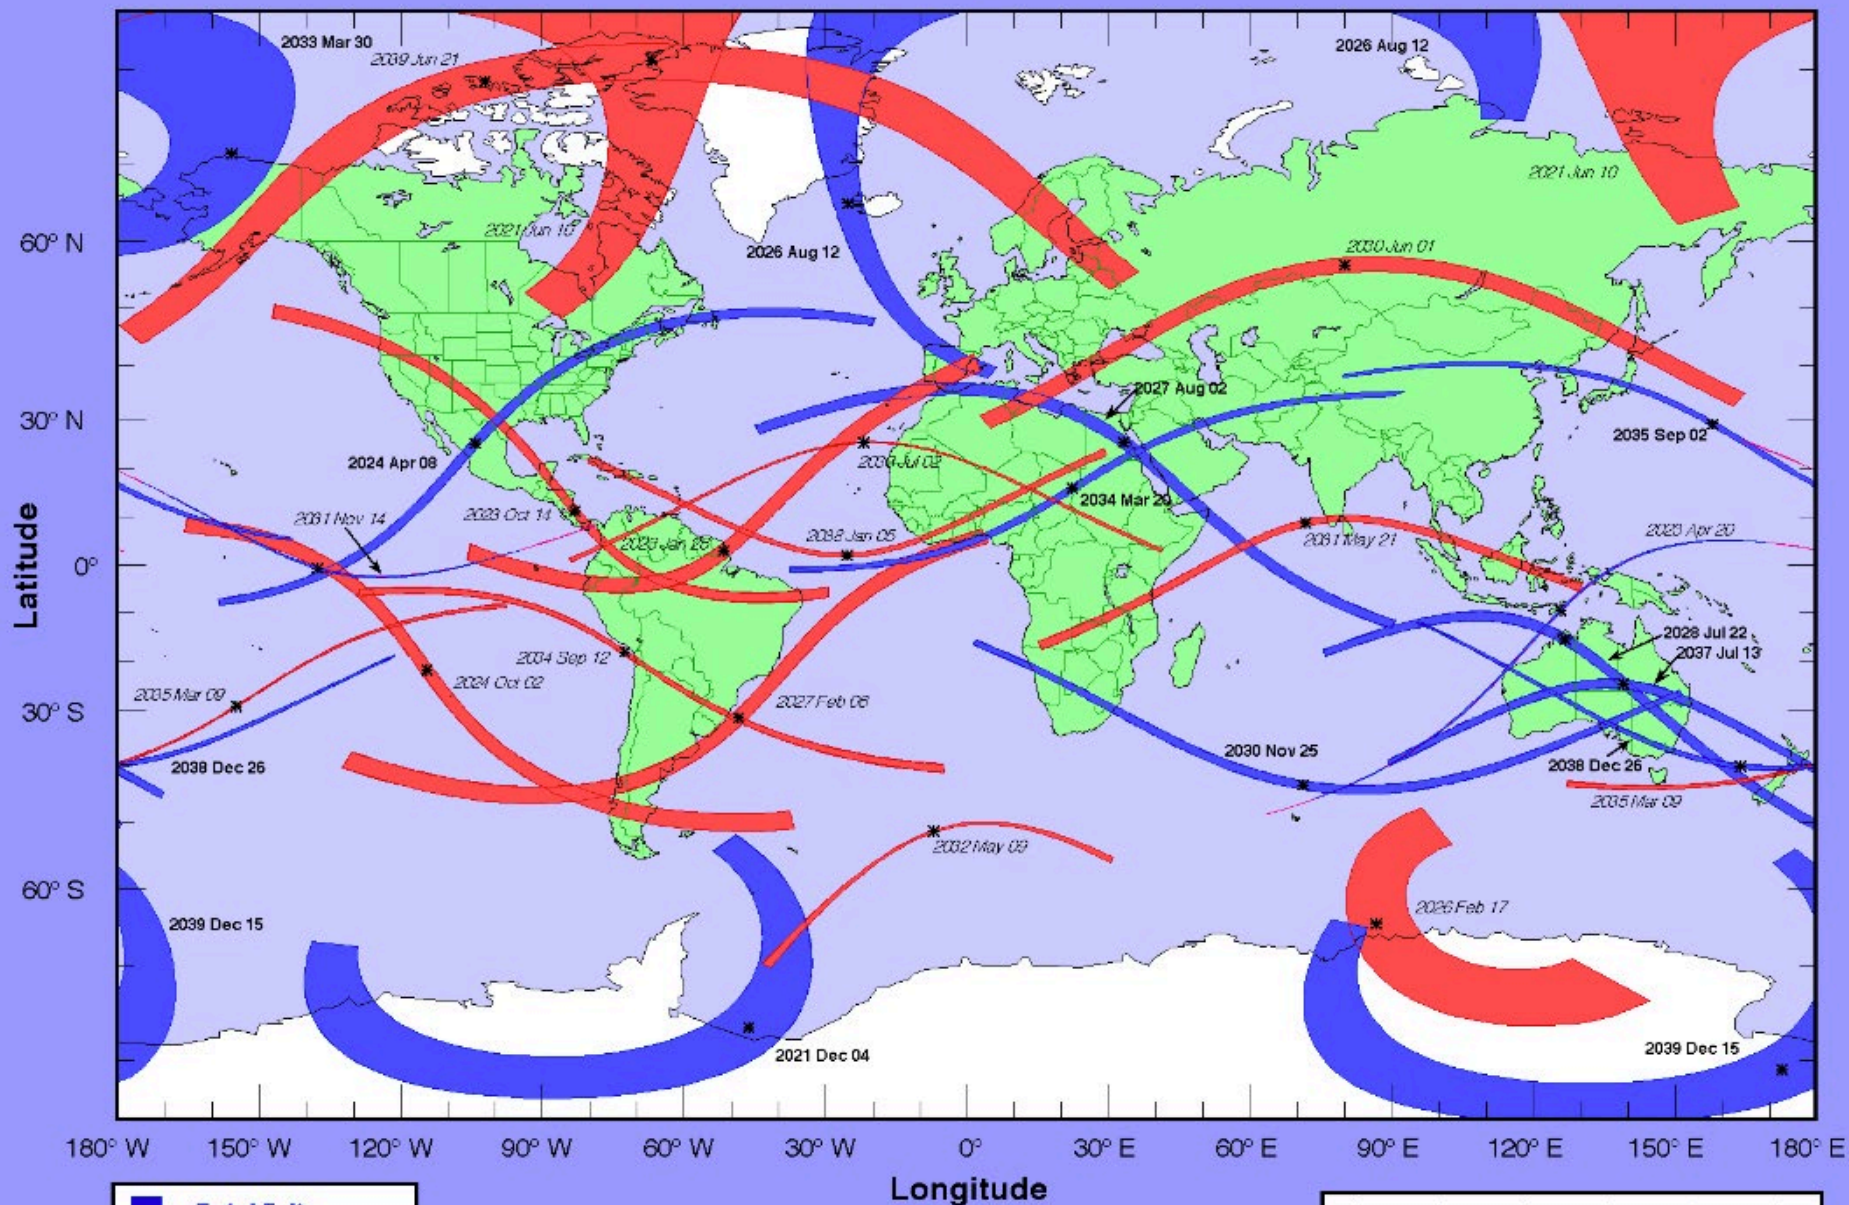 2033 Mar 30
2039 Jun 21
2026 Aug 12
2021 Jun 10
60° N
2021 Jun 10
2026 Aug 12
2030 Jun 01
30° N
2027 Aug 02
2024 Apr 08
2035 Sep 02
2030 Jul 02
2034 Mar 20
2031 Nov 14
2023 Oct 14
2028 Jan 26
2038 Jan 05
2031 May 21
2023 Apr 20
Latitude
0°
2034 Sep 12
2024 Oct 02
2028 Jul 22
2037 Jul 13
2035 Mar 09
30° S
2027 Feb 06
2038 Dec 26
2030 Nov 25
2038 Dec 26
2035 Mar 09
2032 May 09
60° S
2039 Dec 15
2026 Feb 17
2021 Dec 04
2039 Dec 15
180° W 150° W 120° W 90° W 60° W 30° W 0° 30° E 60° E 90° E 120° E 150° E 180° E
Longitude